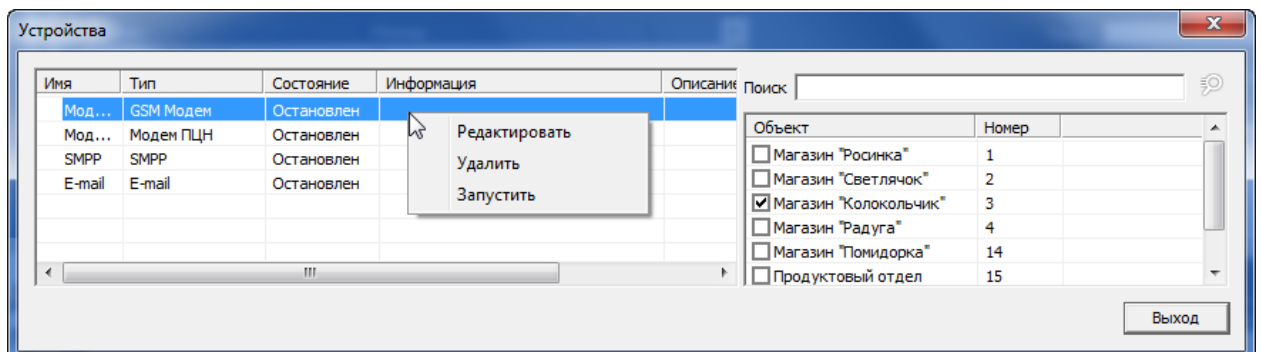 Устройства
Имя Тип Состояние Информация Описание
Мод... GSM Модем Остановлен
Мод... Модем ПЦН Остановлен
SMPP SMPP Остановлен
E-mail E-mail Остановлен
Редактировать
Удалить
Запустить
Поиск
Объект Номер
Магазин "Росинка" 1
Магазин "Светлячок" 2
Магазин "Колокольчик" 3
Магазин "Радуга" 4
Магазин "Помидорка" 14
Продуктовый отдел 15
Выход